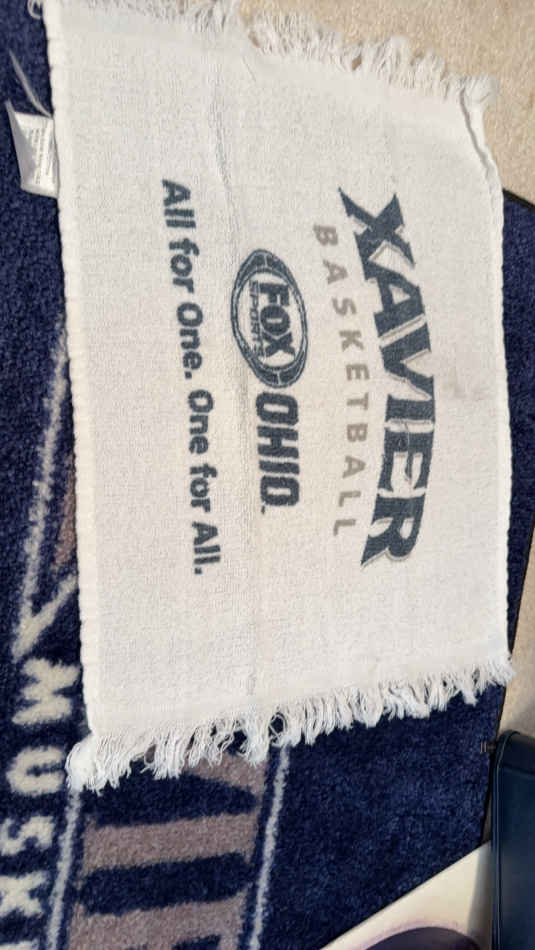 XAVIER
BASKETBALL
FOX
SPORTS
OHIO
All for One. One for All.